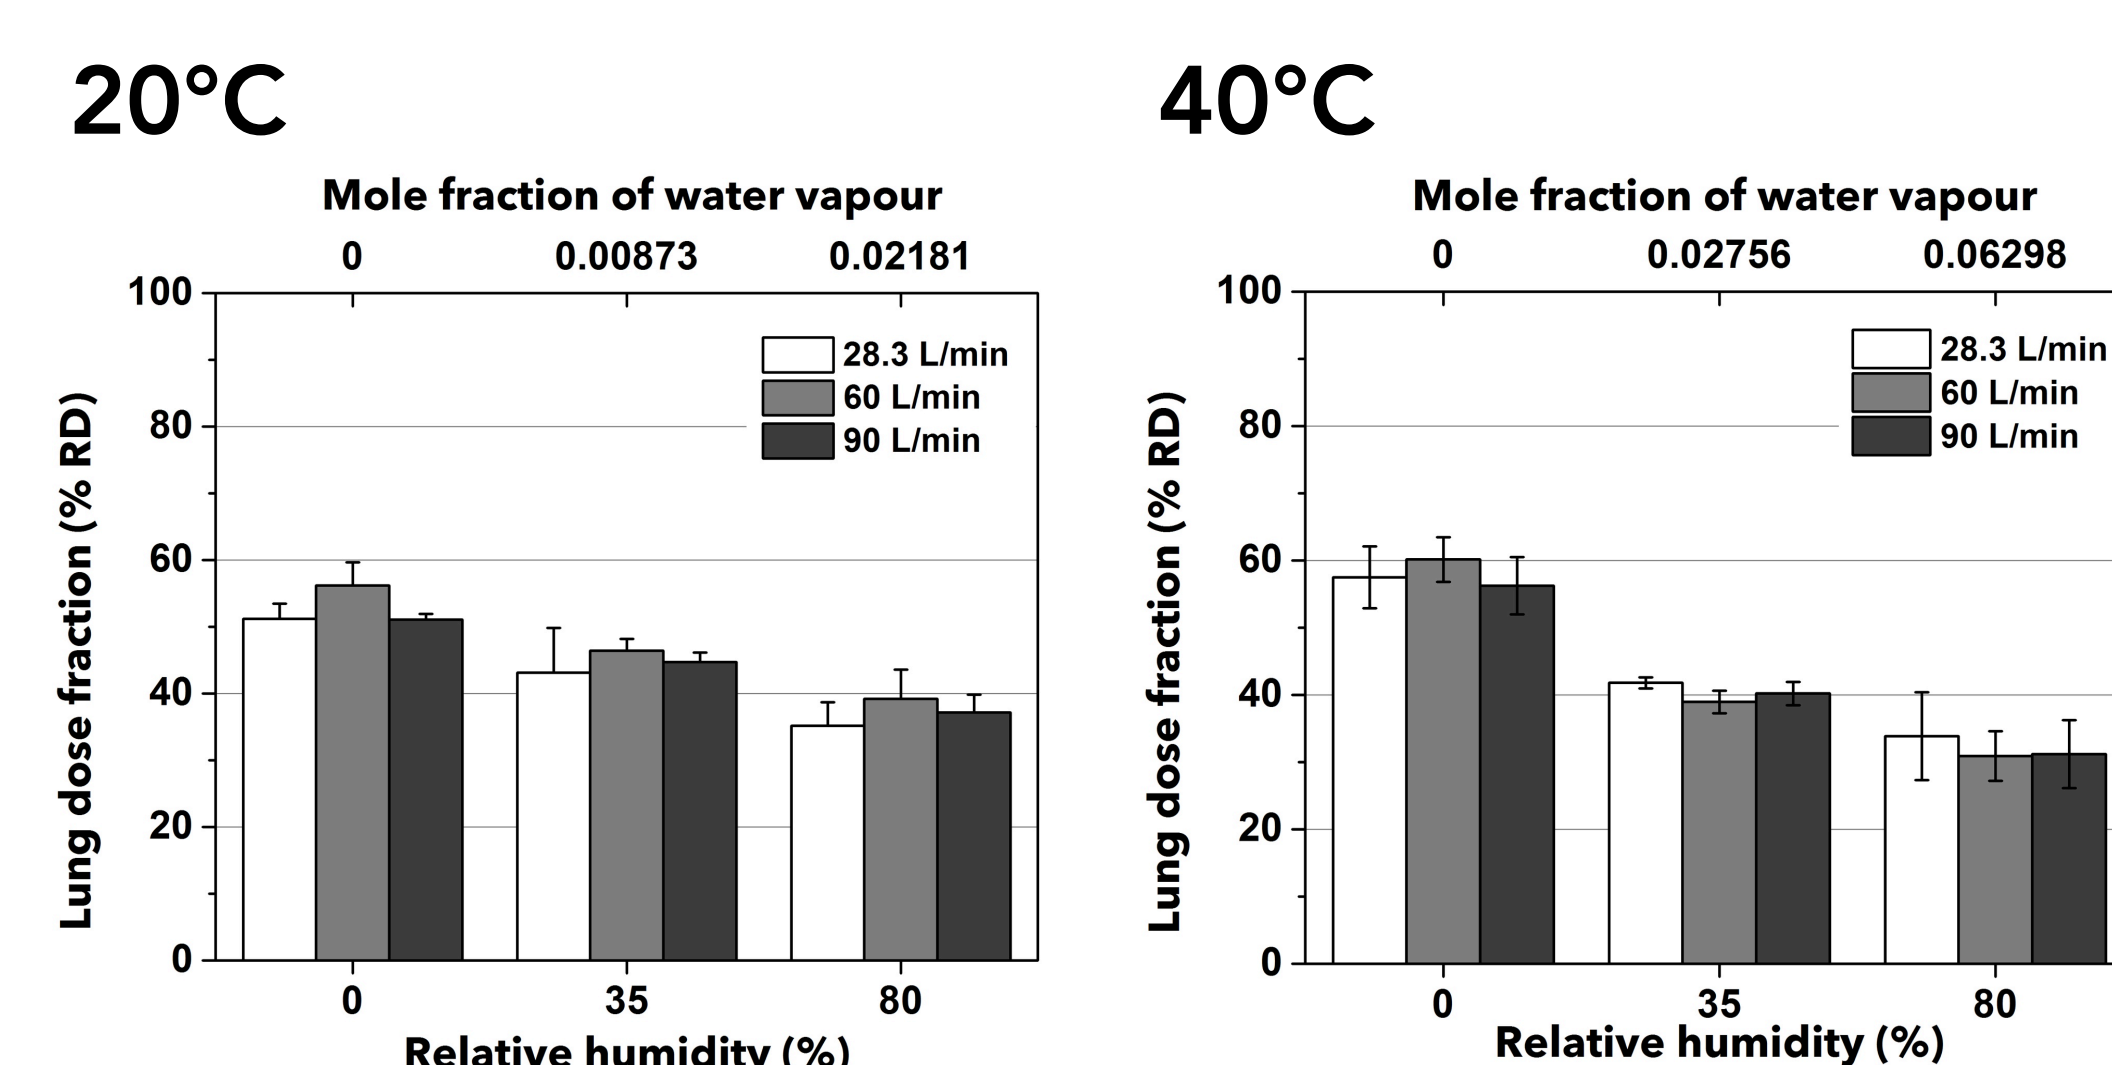 20°C
Mole fraction of water vapour
0 0.00873 0.02181
100
80
60
40
20
0
Lung dose fraction (% RD)
28.3 L/min
60 L/min
90 L/min
0 35 80
Relative humidity (%)
40°C
Mole fraction of water vapour
0 0.02756 0.06298
100
80
60
40
20
0
Lung dose fraction (% RD)
28.3 L/min
60 L/min
90 L/min
0 35 80
Relative humidity (%)